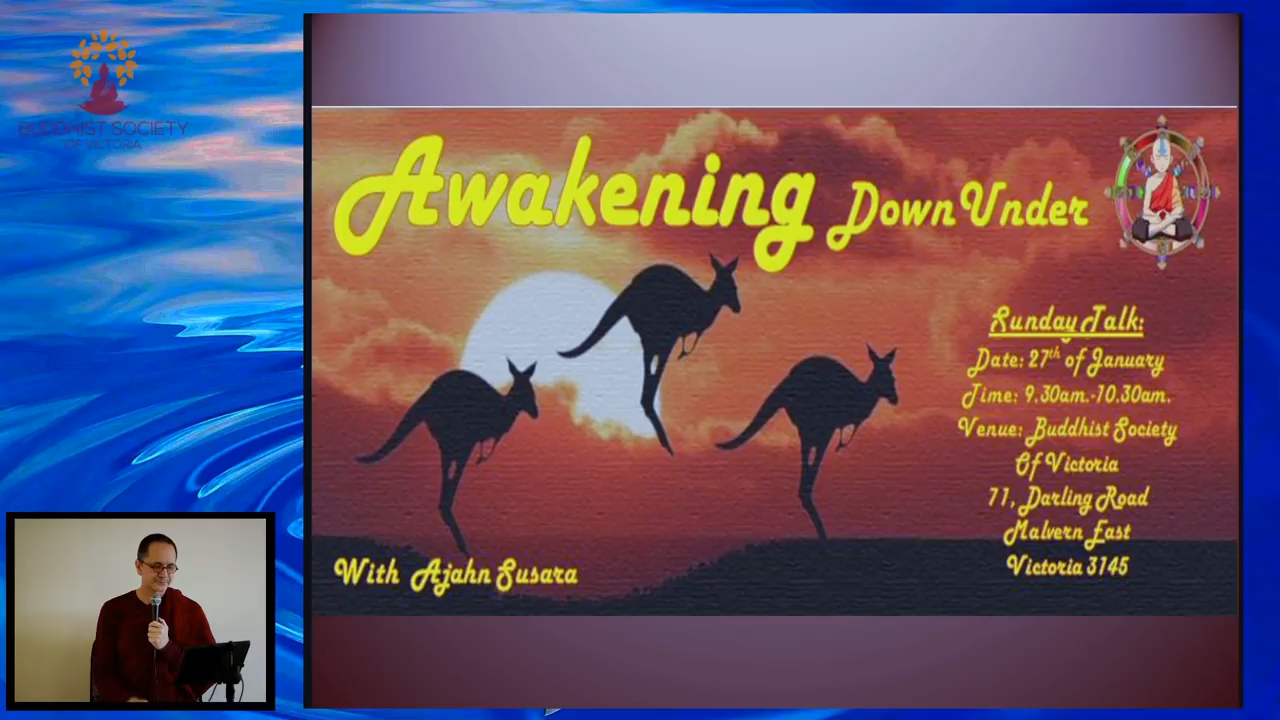 BUDDHIST SOCIETY
OF VICTORIA
Awakening Down Under
Sunday Talk:
Date: 27th of January
Time: 9.30am.-10.30am.
Venue: Buddhist Society
Of Victoria
71, Darling Road
Malvern East
Victoria 3145
With Ajahn Susara